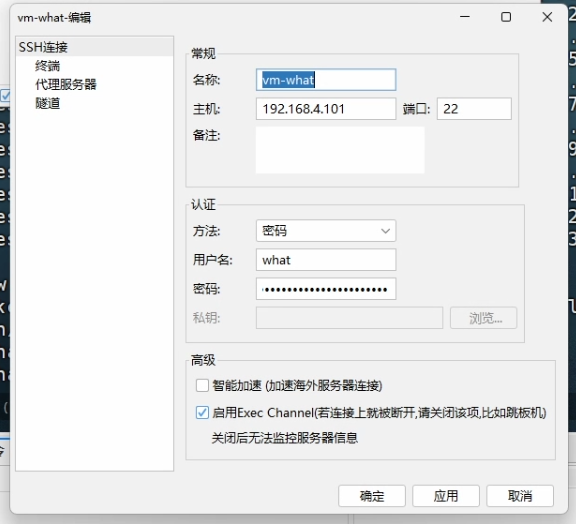 vm-what-编辑
SSH连接
终端
代理服务器
隧道
常规
名称: vm-what
主机: 192.168.4.101 端口: 22
备注:
认证
方法: 密码
用户名: what
密码: ••••••••••••••••••••••
私钥: 浏览...
高级
智能加速 (加速海外服务器连接)
启用Exec Channel(若连接上就被断开,请关闭该项,比如跳板机)
关闭后无法监控服务器信息
确定 应用 取消